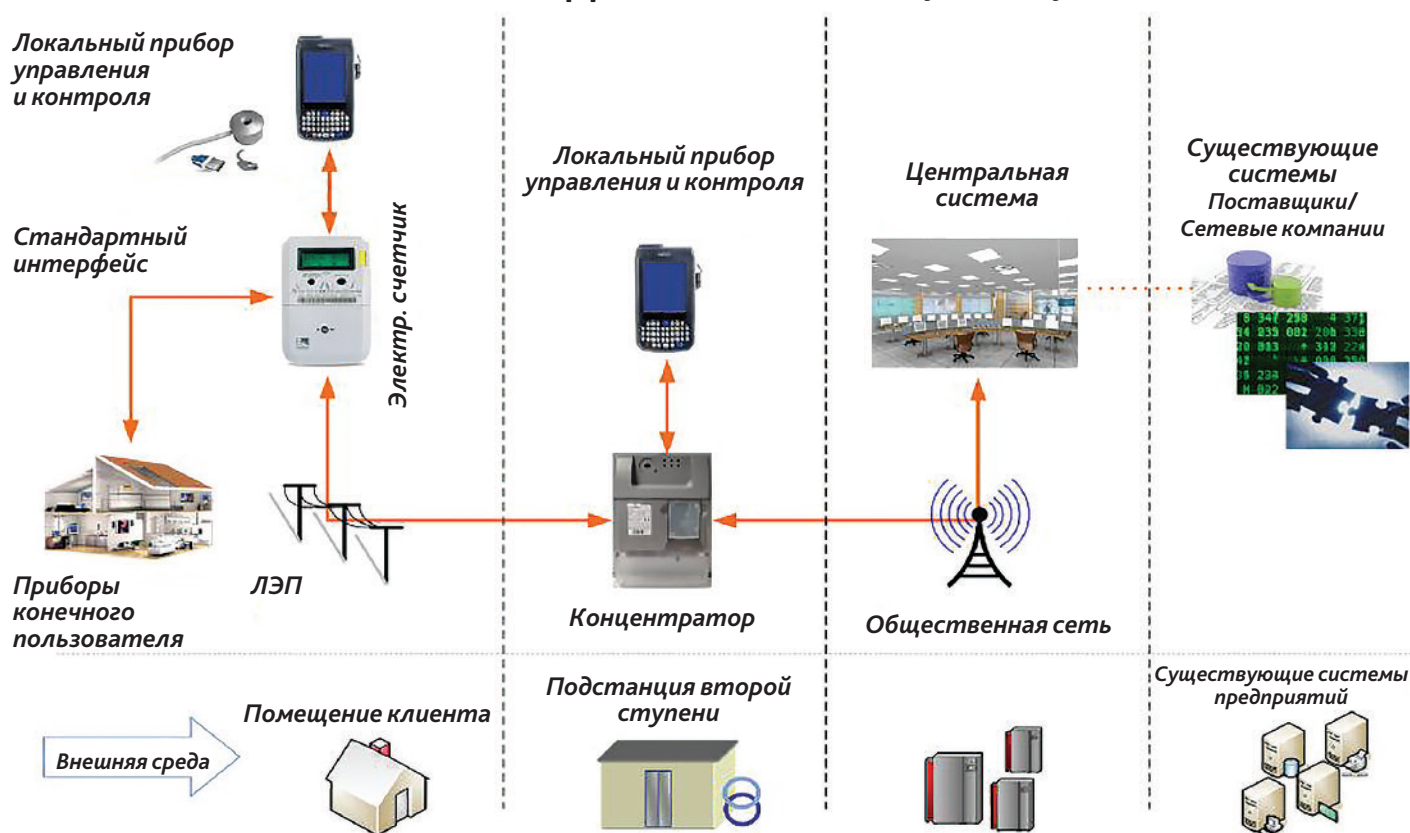 Локальный прибор
управления
и контроля
Стандартный
интерфейс
Электр. счетчик
Приборы
конечного
пользователя
ЛЭП
Локальный прибор
управления и контроля
Концентратор
Центральная
система
Общественная сеть
Существующие
системы
Поставщики/
Сетевые компании
Внешняя среда
Помещение клиента
Подстанция второй
ступени
Существующие системы
предприятий